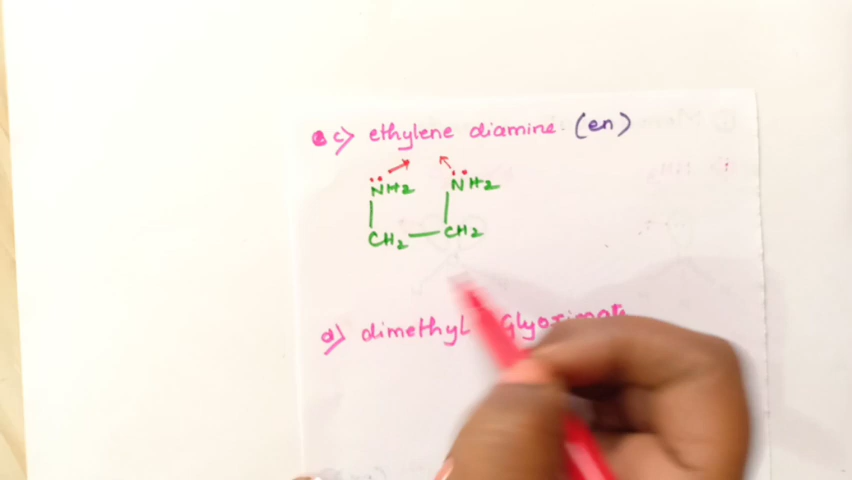 c) ethylene diamine (en)
NH2 NH2
CH2 — CH2
d) dimethyl